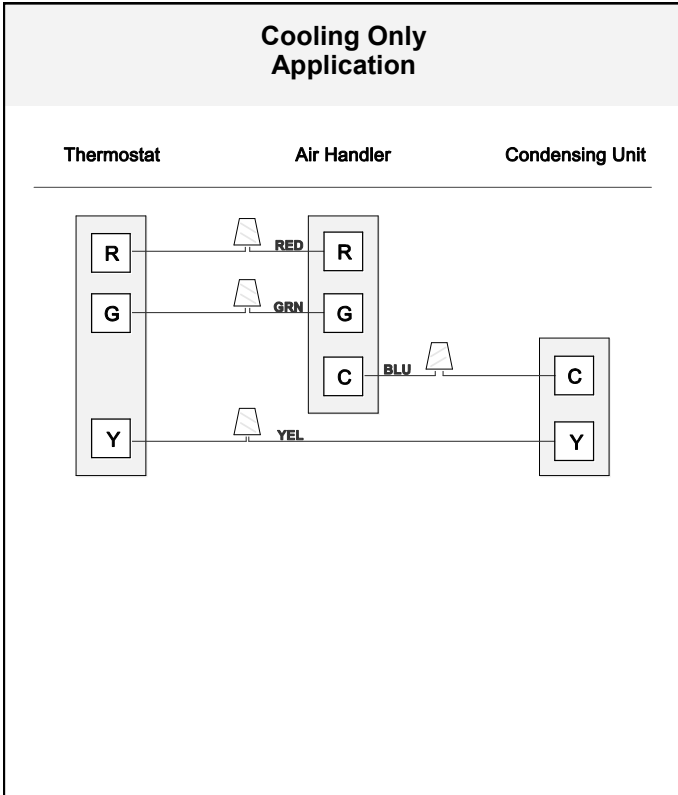 Cooling Only
Application
Thermostat Air Handler Condensing Unit
R RED R
G GRN G
C BLU C
Y YEL Y